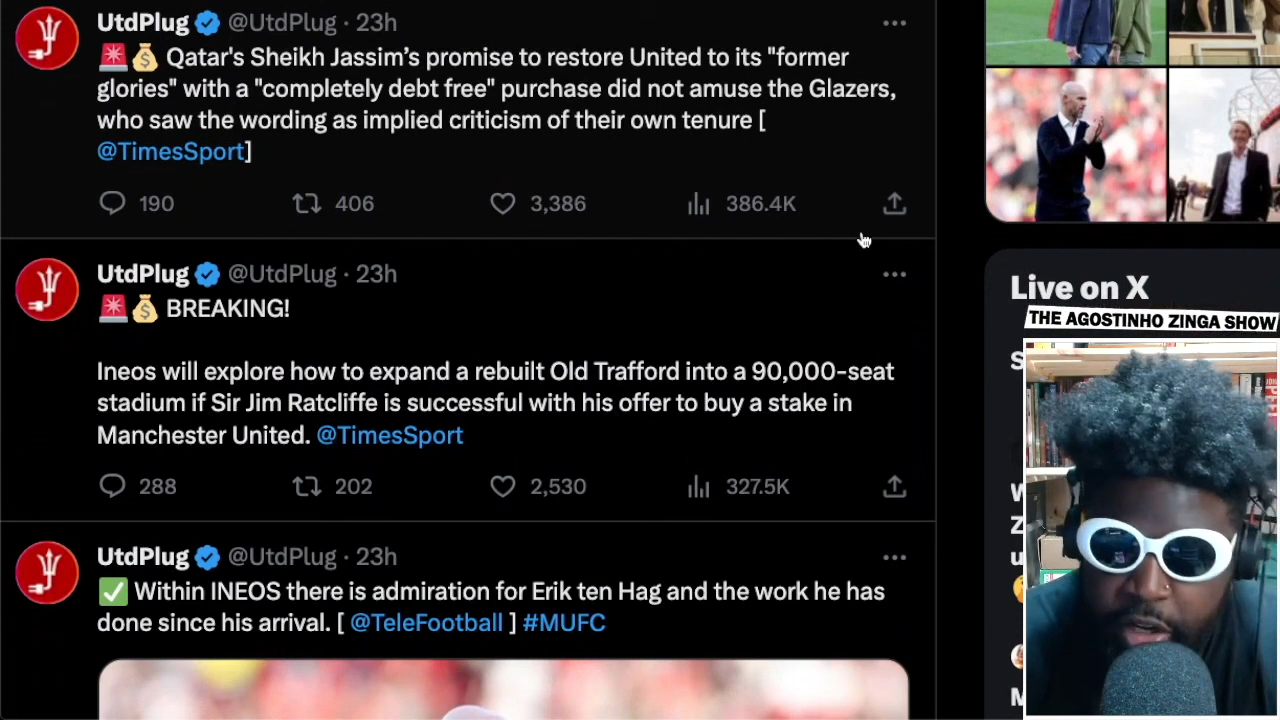 UtdPlug @UtdPlug · 23h
🚨💰 Qatar's Sheikh Jassim’s promise to restore United to its "former
glories" with a "completely debt free" purchase did not amuse the Glazers,
who saw the wording as implied criticism of their own tenure [
@TimesSport]
190 406 3,386 386.4K
UtdPlug @UtdPlug · 23h
🚨💰 BREAKING!
Ineos will explore how to expand a rebuilt Old Trafford into a 90,000-seat
stadium if Sir Jim Ratcliffe is successful with his offer to buy a stake in
Manchester United. @TimesSport
288 202 2,530 327.5K
UtdPlug @UtdPlug · 23h
✅ Within INEOS there is admiration for Erik ten Hag and the work he has
done since his arrival. [ @TeleFootball ] #MUFC
Live on X
THE AGOSTINHO ZINGA SHOW